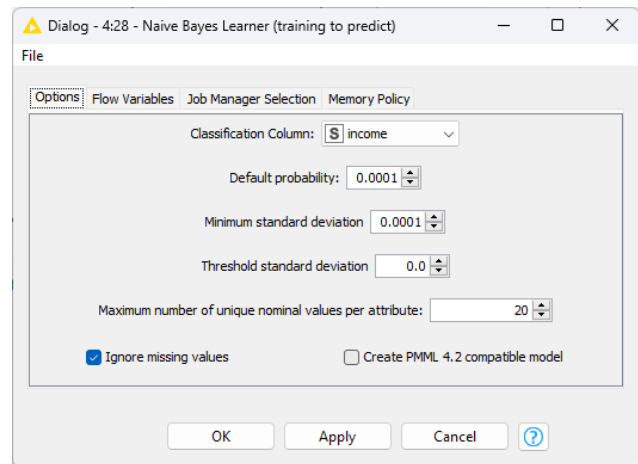 Dialog - 4:28 - Naive Bayes Learner (training to predict)
File
Options Flow Variables Job Manager Selection Memory Policy
Classification Column: S income
Default probability: 0.0001
Minimum standard deviation 0.0001
Threshold standard deviation 0.0
Maximum number of unique nominal values per attribute: 20
Ignore missing values Create PMML 4.2 compatible model
OK Apply Cancel ?